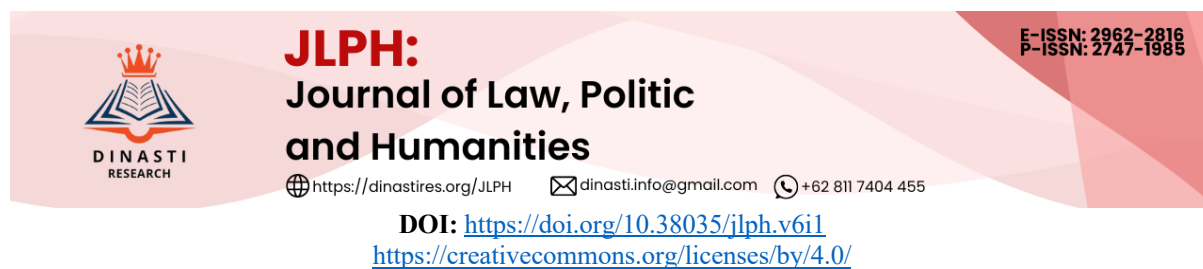 JLPH:
Journal of Law, Politic
and Humanities
E-ISSN: 2962-2816
P-ISSN: 2747-1985
DINASTI
RESEARCH
https://dinastires.org/JLPH dinasti.info@gmail.com +62 811 7404 455
DOI: https://doi.org/10.38035/jlph.v6i1
https://creativecommons.org/licenses/by/4.0/